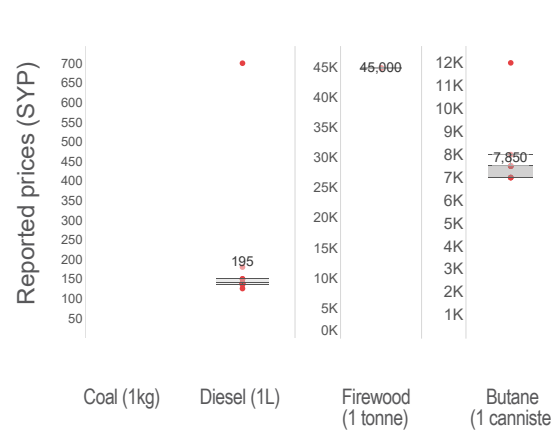 Reported prices (SYP)
700
650
600
550
500
450
400
350
300
250
200
150
100
50
195
45K
40K
35K
30K
25K
20K
15K
10K
5K
0K
45,000
12K
11K
10K
9K
8K
7K
6K
5K
4K
3K
2K
1K
7,850
Coal (1kg)
Diesel (1L)
Firewood
(1 tonne)
Butane
(1 canniste